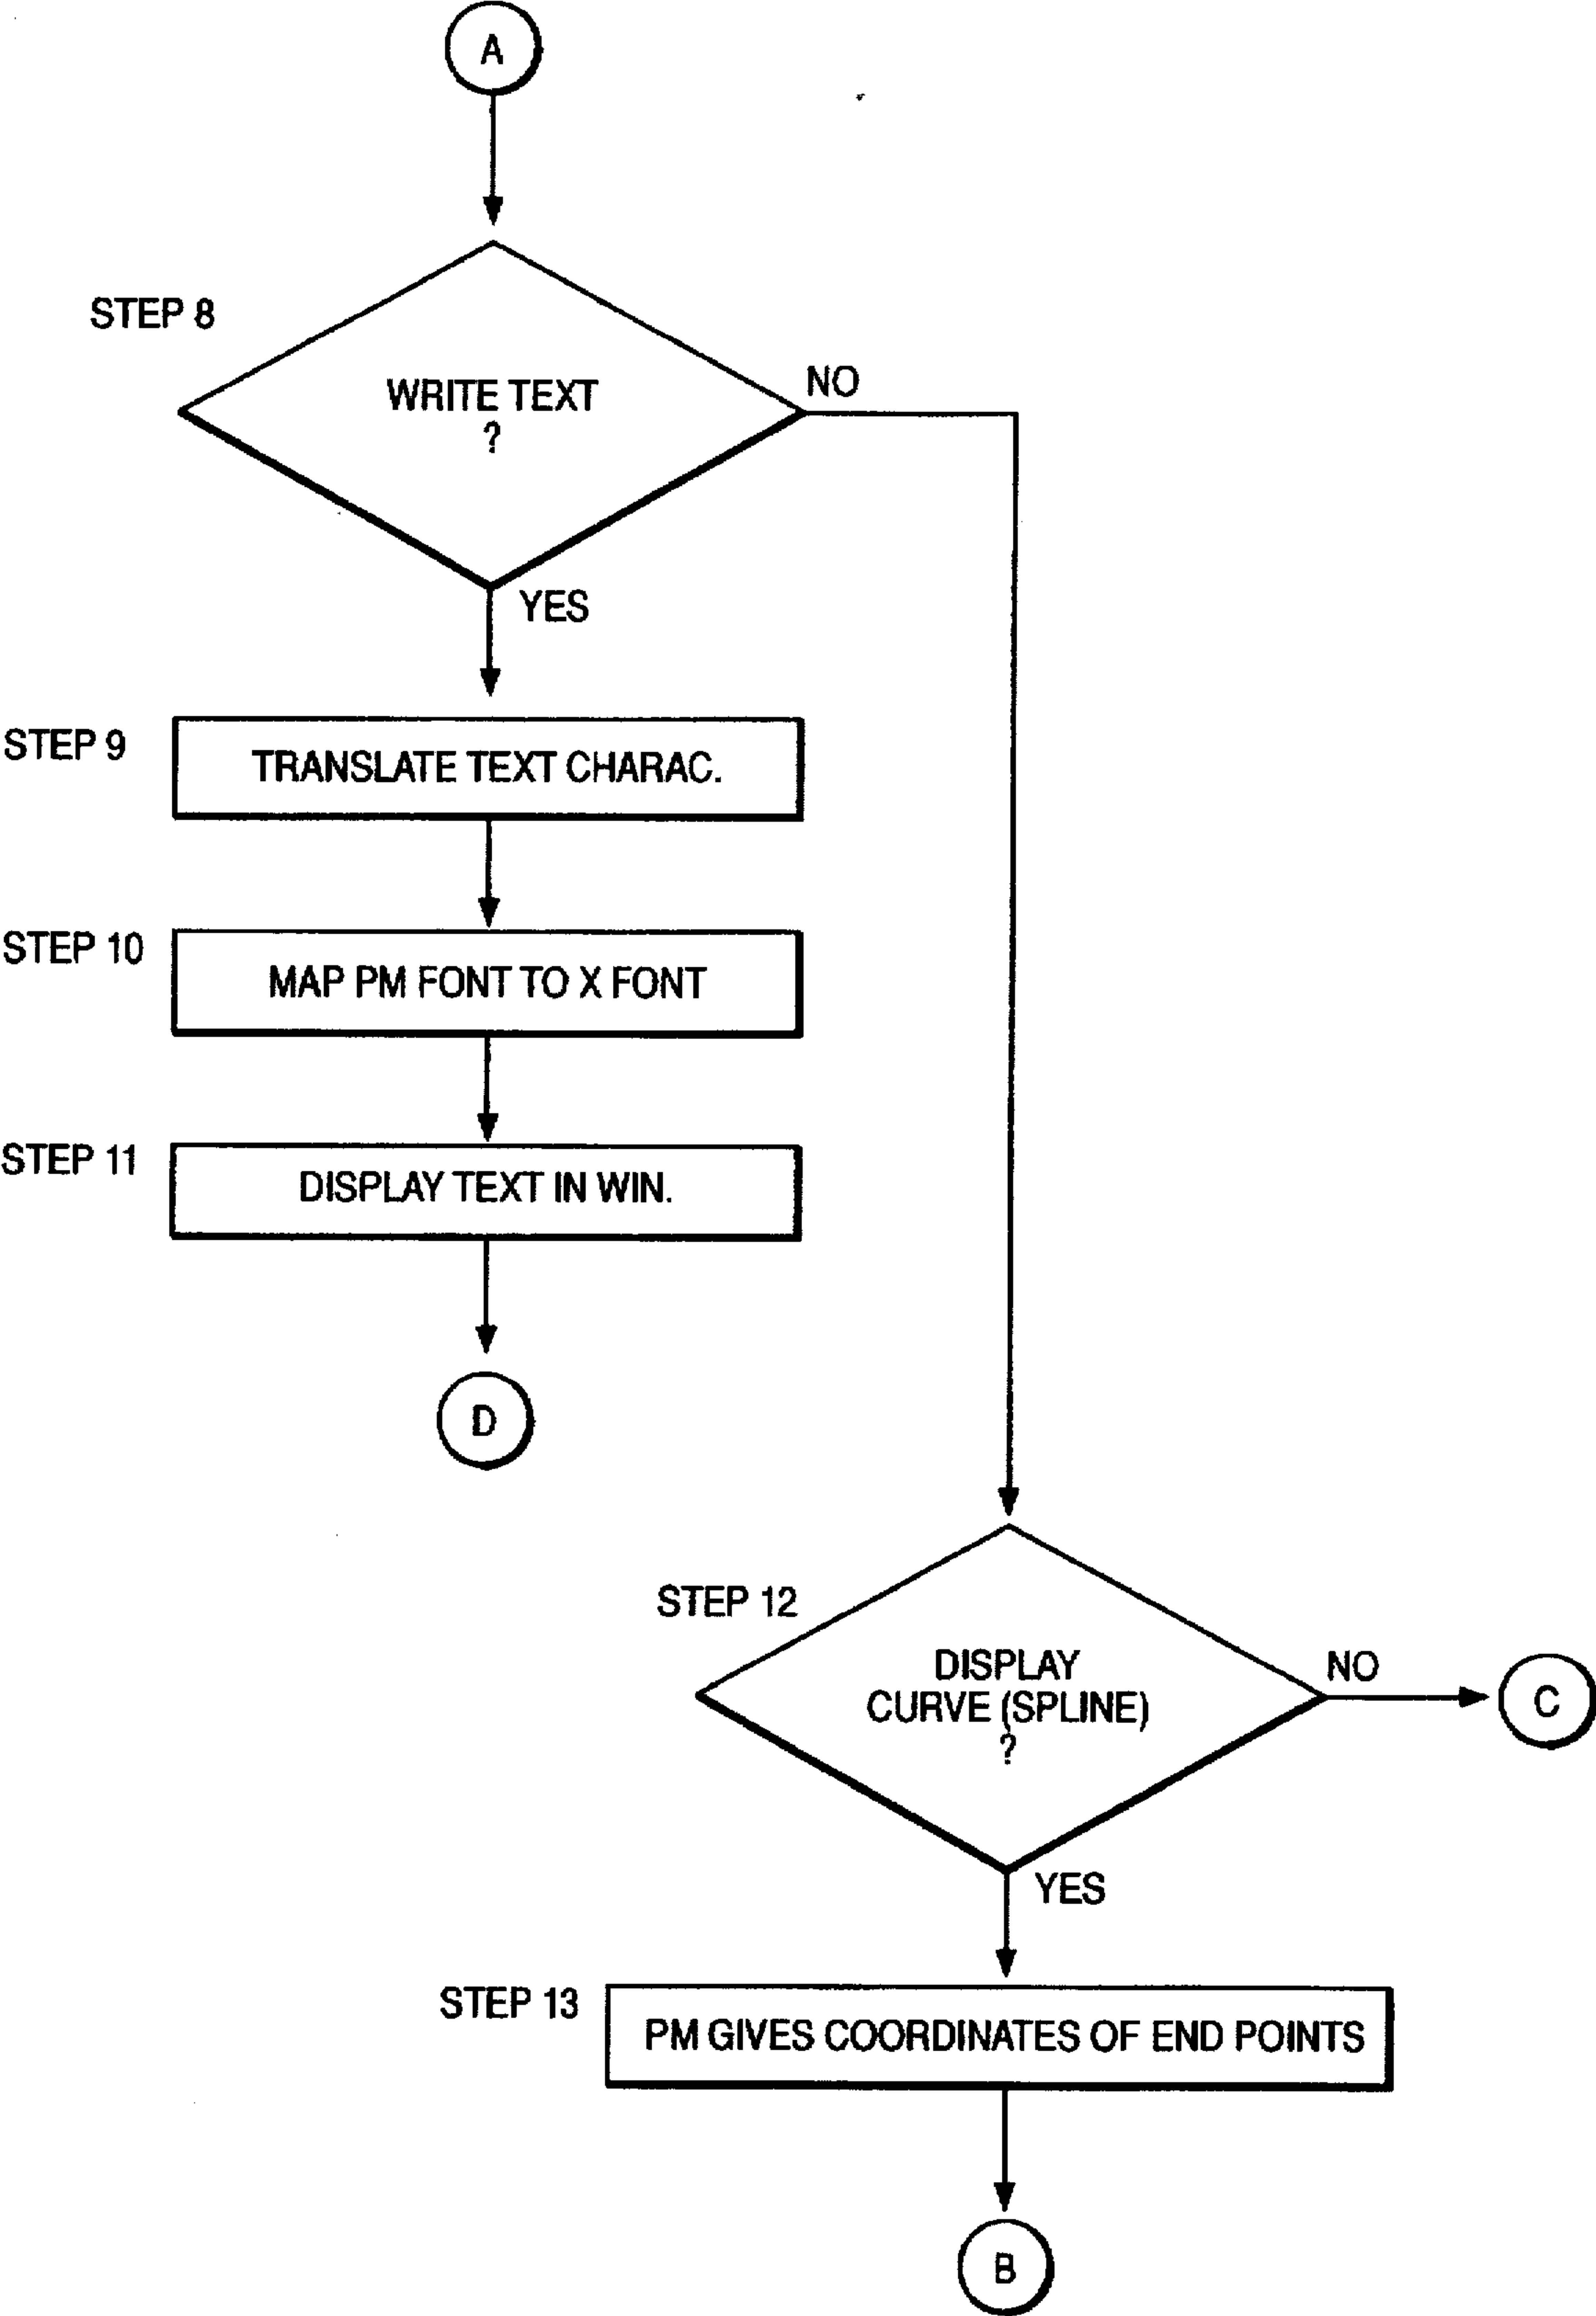 A
STEP 8
WRITE TEXT
?
NO
YES
STEP 9
TRANSLATE TEXT CHARAC.
STEP 10
MAP PM FONT TO X FONT
STEP 11
DISPLAY TEXT IN WIN.
D
STEP 12
DISPLAY
CURVE (SPLINE)
?
NO
C
YES
STEP 13
PM GIVES COORDINATES OF END POINTS
B